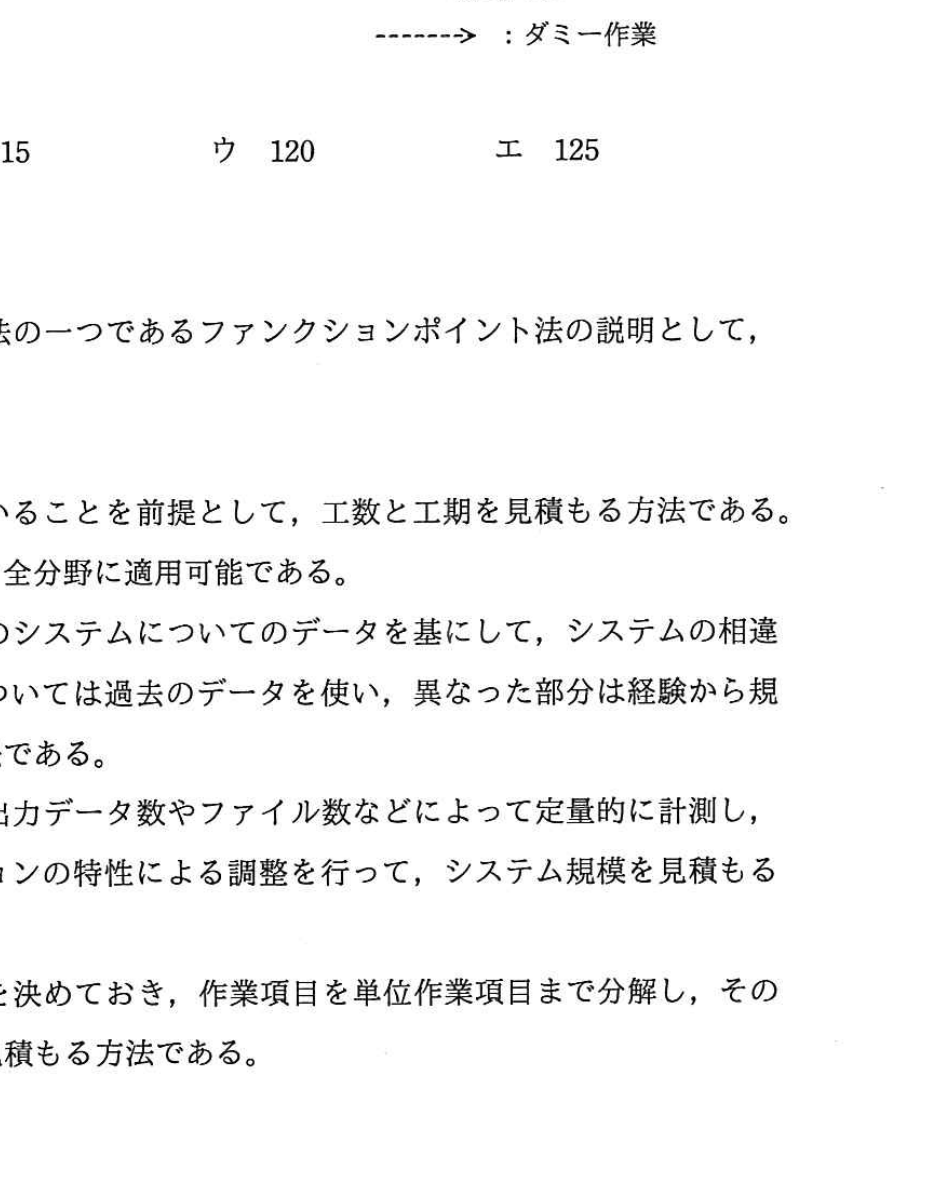 -------> ：ダミー作業
15 ウ 120 エ 125
法の一つであるファンクションポイント法の説明として，
いることを前提として，工数と工期を見積もる方法である。
全分野に適用可能である。
のシステムについてのデータを基にして，システムの相違
ついては過去のデータを使い，異なった部分は経験から規
である。
出力データ数やファイル数などによって定量的に計測し，
ョンの特性による調整を行って，システム規模を見積もる
を決めておき，作業項目を単位作業項目まで分解し，その
積もる方法である。